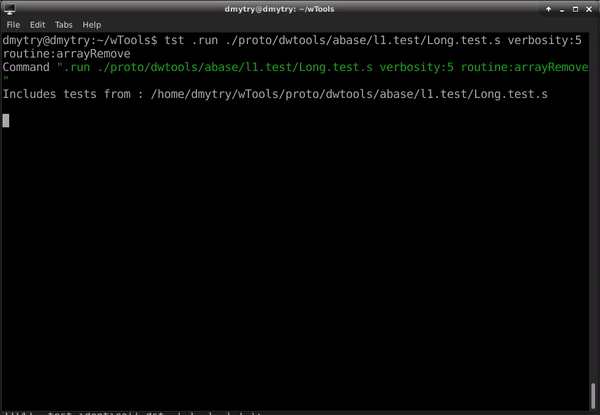 dmytry@dmytry: ~/wTools
File Edit Tabs Help
dmytry@dmytry:~/wTools$ tst .run ./proto/dwtools/abase/l1.test/Long.test.s verbosity:5
routine:arrayRemove
Command ".run ./proto/dwtools/abase/l1.test/Long.test.s verbosity:5 routine:arrayRemove
"
Includes tests from : /home/dmytry/wTools/proto/dwtools/abase/l1.test/Long.test.s